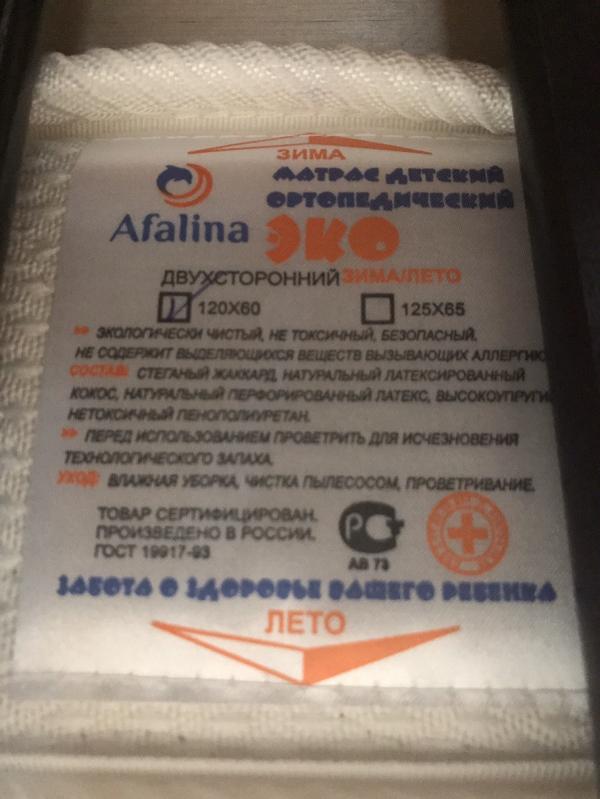 ЗИМА
МАТРАС ДЕТСКИЙ
ОРТОПЕДИЧЕСКИЙ
Afalina ЭКО
ДВУХСТОРОННИЙ ЗИМА/ЛЕТО
120Х60 125Х65
» ЭКОЛОГИЧЕСКИ ЧИСТЫЙ, НЕ ТОКСИЧНЫЙ, БЕЗОПАСНЫЙ.
НЕ СОДЕРЖИТ ВЫДЕЛЯЮЩИХСЯ ВЕЩЕСТВ ВЫЗЫВАЮЩИХ АЛЛЕРГИЮ
СОСТАВ: СТЕГАНЫЙ ЖАККАРД, НАТУРАЛЬНЫЙ ЛАТЕКСИРОВАННЫЙ
КОКОС, НАТУРАЛЬНЫЙ ПЕРФОРИРОВАННЫЙ ЛАТЕКС, ВЫСОКОУПРУГИ
НЕТОКСИЧНЫЙ ПЕНОПОЛИУРЕТАН.
» ПЕРЕД ИСПОЛЬЗОВАНИЕМ ПРОВЕТРИТЬ ДЛЯ ИСЧЕЗНОВЕНИЯ
ТЕХНОЛОГИЧЕСКОГО ЗАПАХА.
УХОД: ВЛАЖНАЯ УБОРКА, ЧИСТКА ПЫЛЕСОСОМ, ПРОВЕТРИВАНИЕ.
ТОВАР СЕРТИФИЦИРОВАН.
ПРОИЗВЕДЕНО В РОССИИ.
ГОСТ 19917-93
РСТ
АВ 73
ЗАБОТА О ЗДОРОВЬЕ ВАШЕГО РЕБЕНКА
ЛЕТО